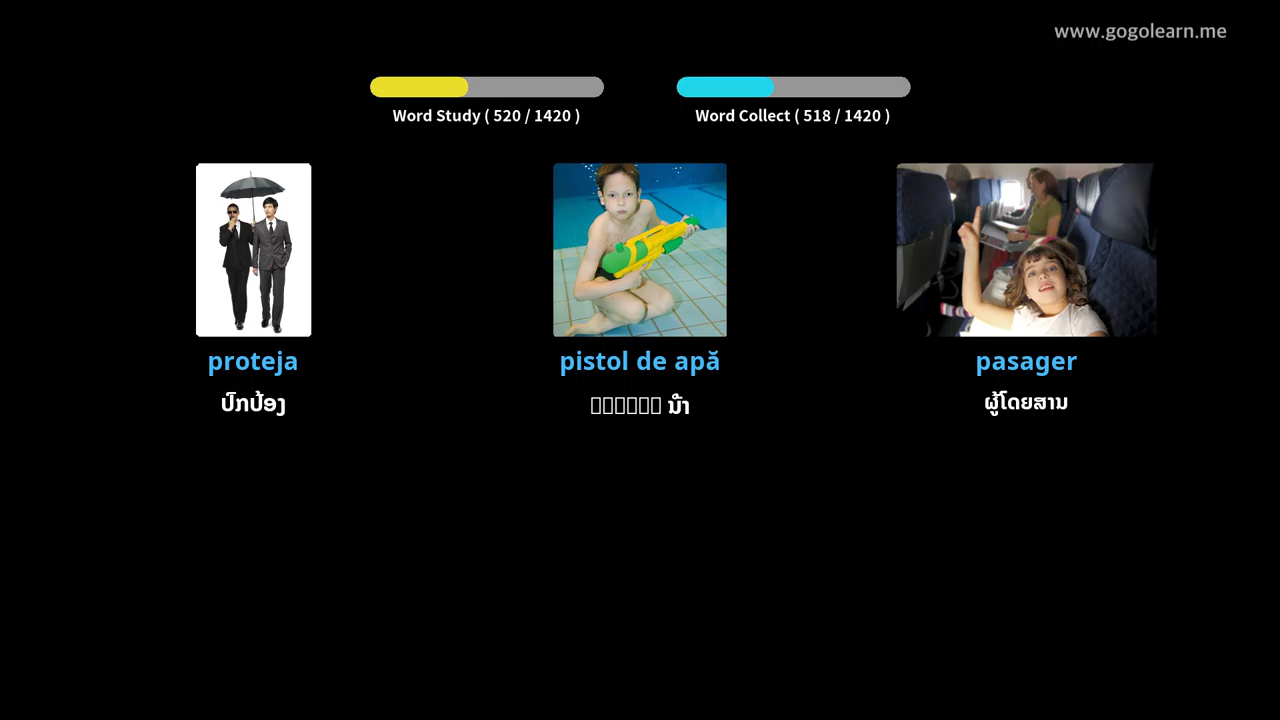 www.gogolearn.me
Word Study ( 520 / 1420 )
Word Collect ( 518 / 1420 )
proteja
pistol de apă
pasager
ປົກປ້ອງ
ນ້ຳ
ຜູ້ໂດຍສານ